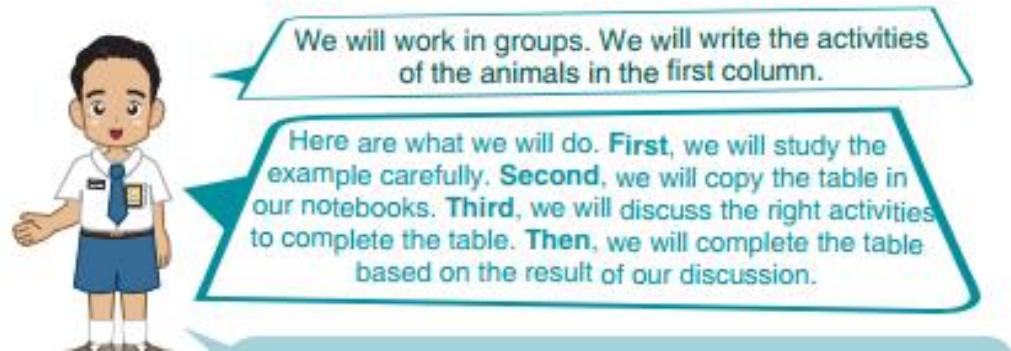 We will work in groups. We will write the activities
of the animals in the first column.
Here are what we will do. First, we will study the
example carefully. Second, we will copy the table in
our notebooks. Third, we will discuss the right activities
to complete the table. Then, we will complete the table
based on the result of our discussion.